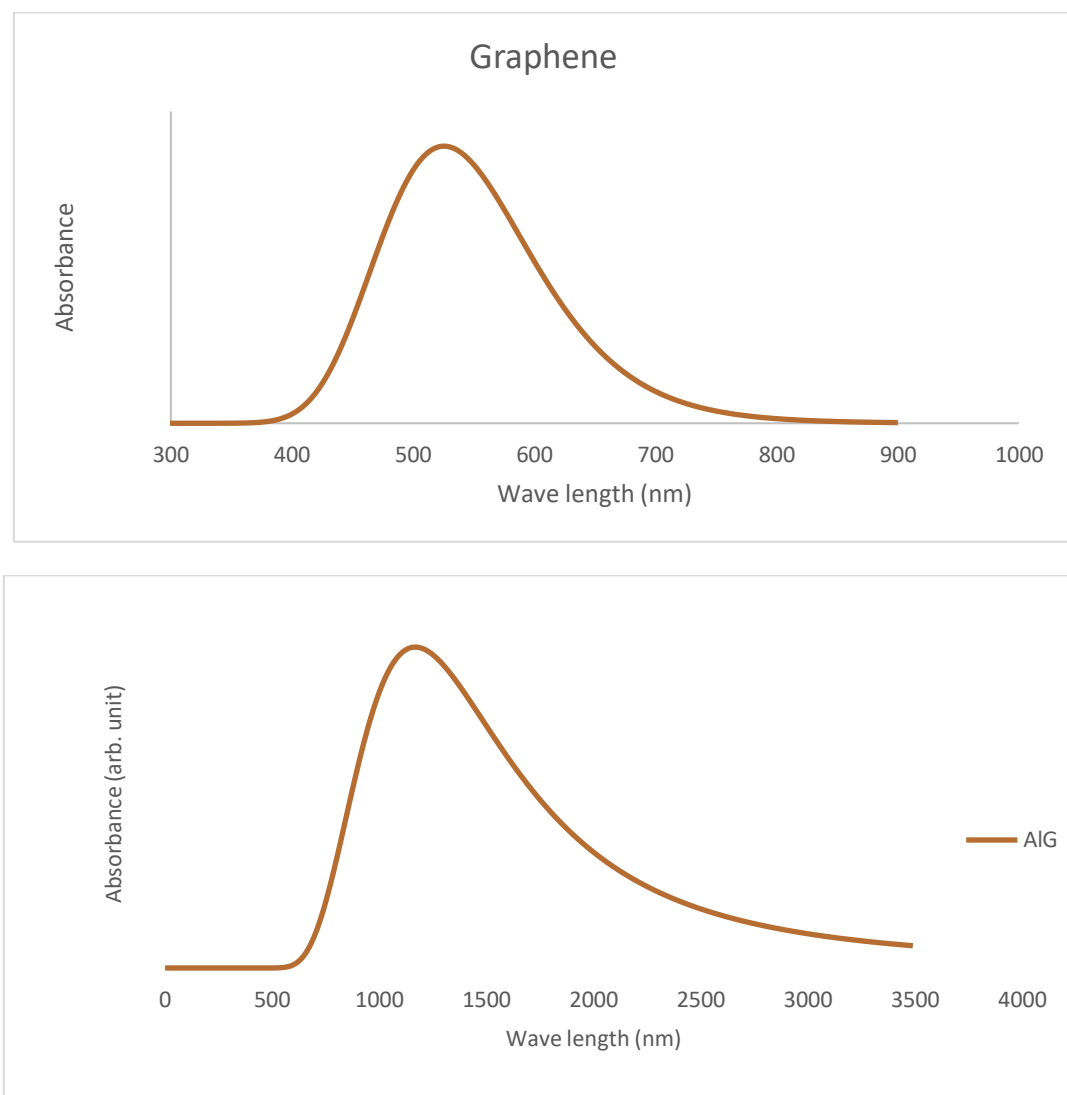 Graphene
Absorbance
300 400 500 600 700 800 900 1000
Wave length (nm)
Absorbance (arb. unit)
AlG
0 500 1000 1500 2000 2500 3000 3500 4000
Wave length (nm)